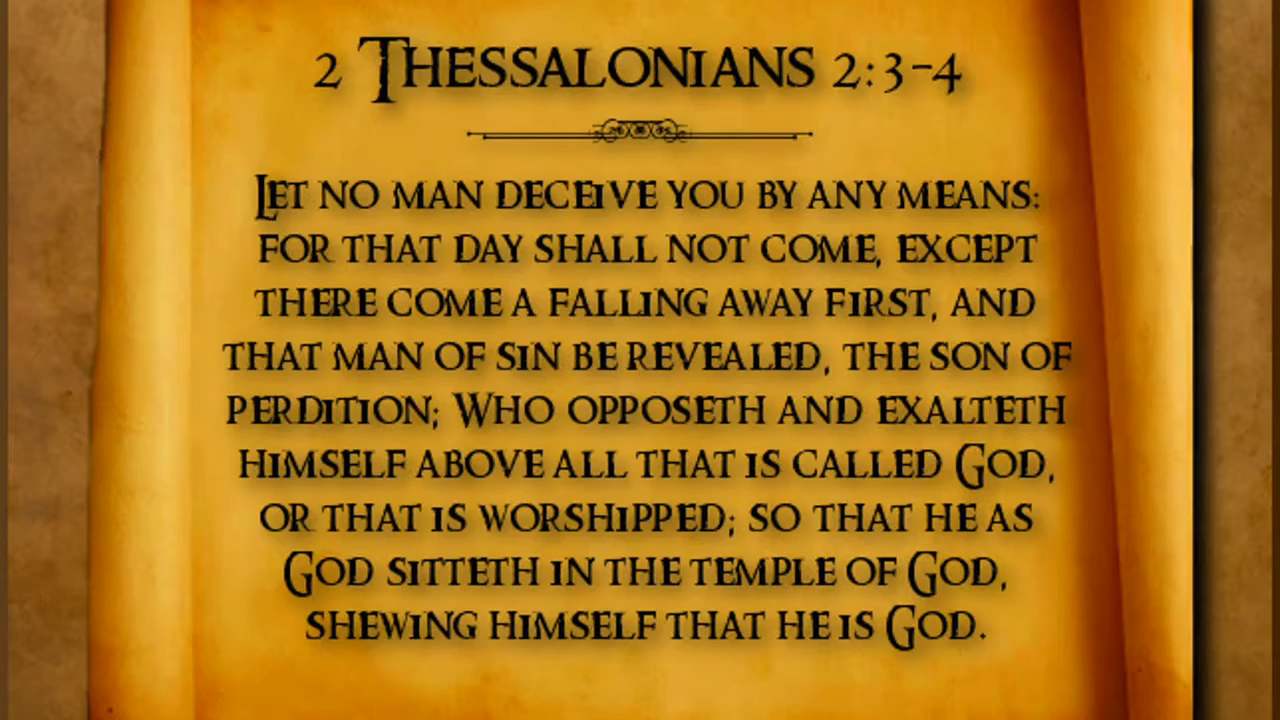 2 Thessalonians 2:3-4
Let no man deceive you by any means:
for that day shall not come, except
there come a falling away first, and
that man of sin be revealed, the son of
perdition; Who opposeth and exalteth
himself above all that is called God,
or that is worshipped; so that he as
God sitteth in the temple of God,
shewing himself that he is God.